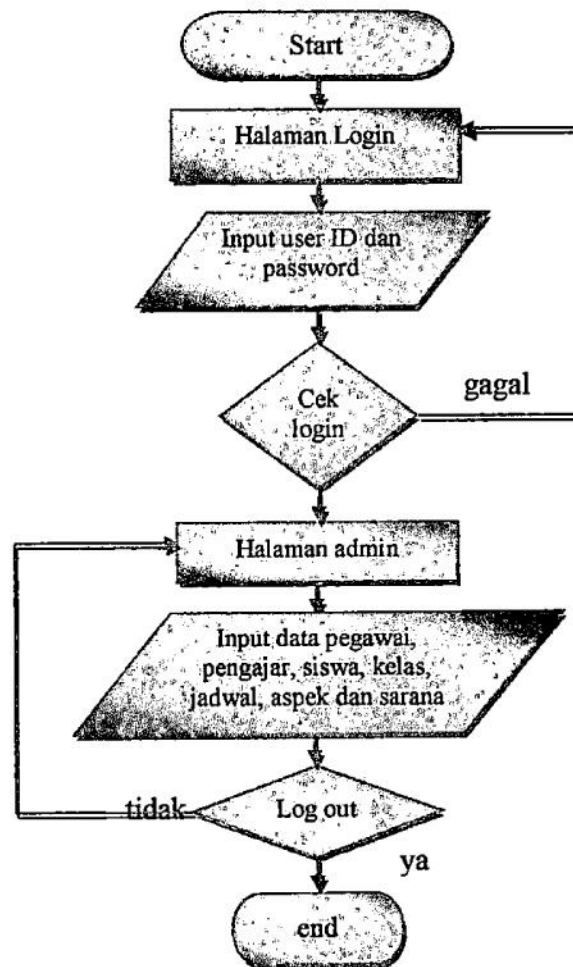 Start
Halaman Login
Input user ID dan
password
Cek
login
gagal
Halaman admin
Input data pegawai,
pengajar, siswa, kelas,
jadwal, aspek dan sarana
tidak
Log out
ya
end